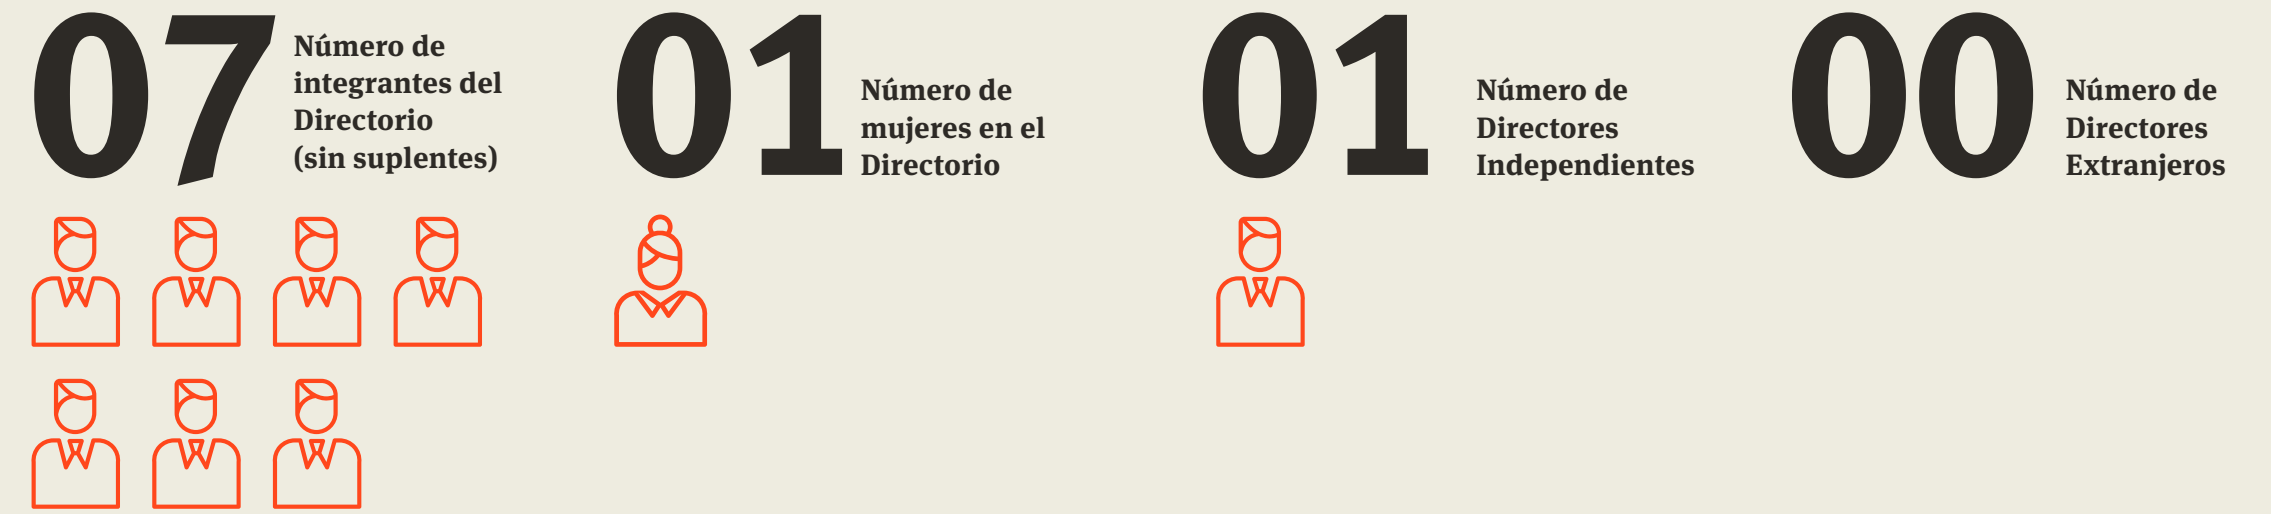 07
Número de
integrantes del
Directorio
(sin suplentes)
01
Número de
mujeres en el
Directorio
01
Número de
Directores
Independientes
00
Número de
Directores
Extranjeros